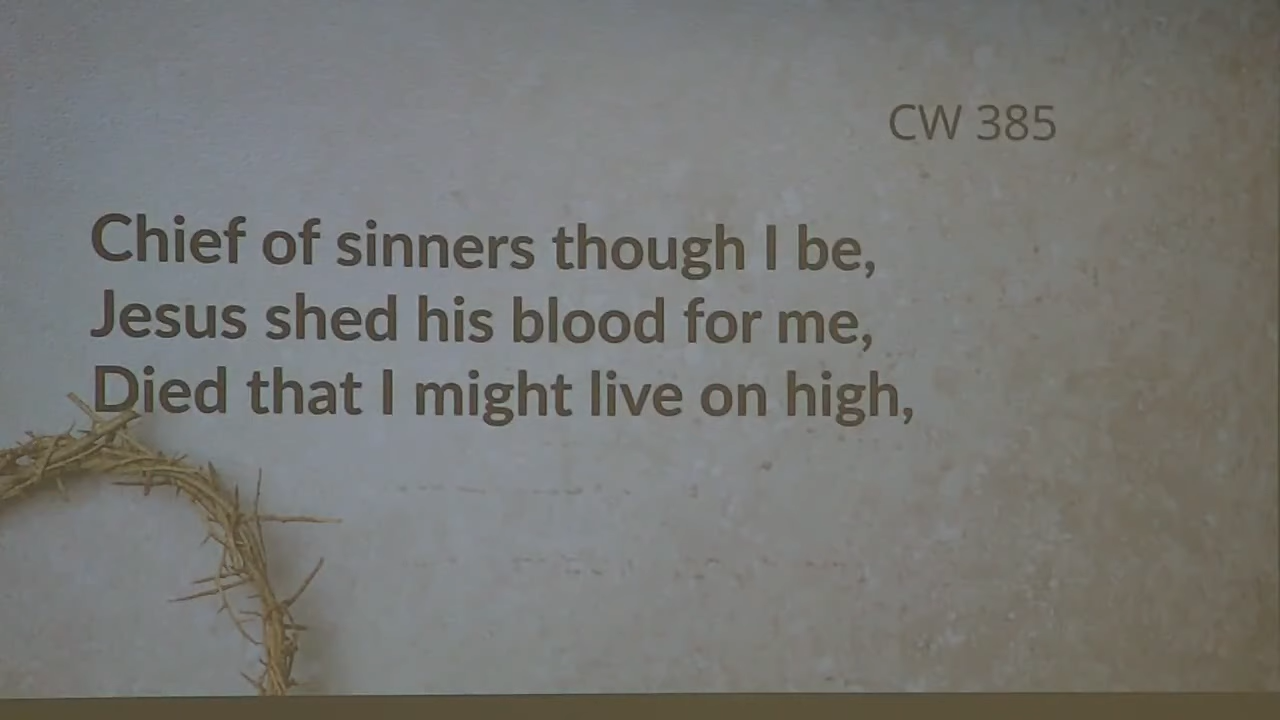 CW 385
Chief of sinners though I be,
Jesus shed his blood for me,
Died that I might live on high,